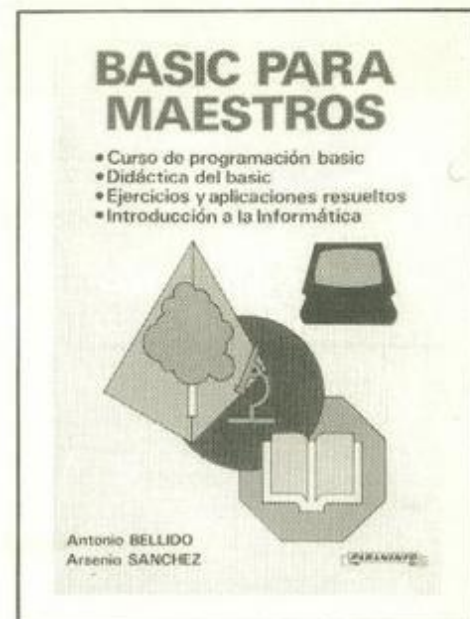 BASIC PARA
MAESTROS
• Curso de programación basic
• Didáctica del basic
• Ejercicios y aplicaciones resueltos
• Introducción a la Informática
Antonio BELLIDO
Arsenio SANCHEZ
PARANINFO